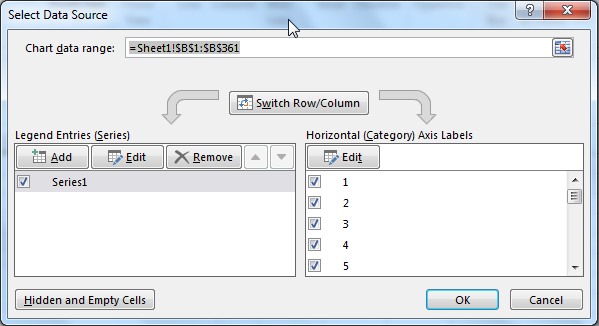 Select Data Source
Chart data range: =Sheet1!$B$1:$B$361
Switch Row/Column
Legend Entries (Series)
Add Edit Remove
Series1
Horizontal (Category) Axis Labels
Edit
1
2
3
4
5
Hidden and Empty Cells
OK Cancel